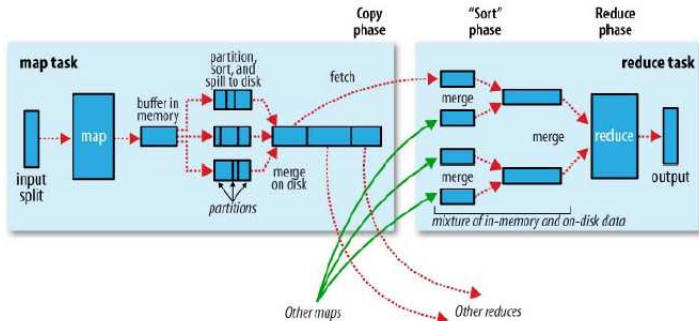 Copy
phase
“Sort”
phase
Reduce
phase
map task
partition,
sort, and
spill to disk
fetch
buffer in
memory
map
input
split
merge
on disk
partitions
reduce task
merge
merge
merge
reduce
output
mixture of in-memory and on-disk data
Other maps
Other reduces